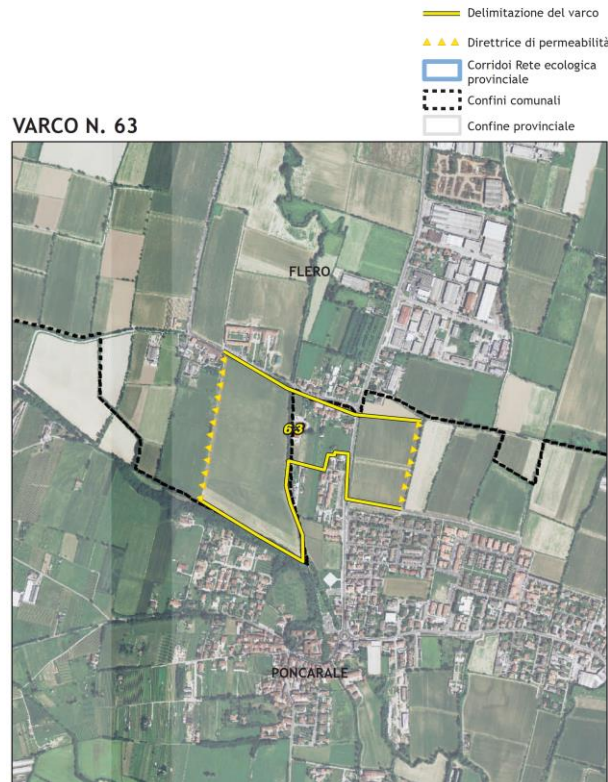 Delimitazione del varco
Direttrice di permeabilità
Corridoi Rete ecologica
provinciale
Confini comunali
Confine provinciale
VARCO N. 63
FLERO
63
PONCARALE